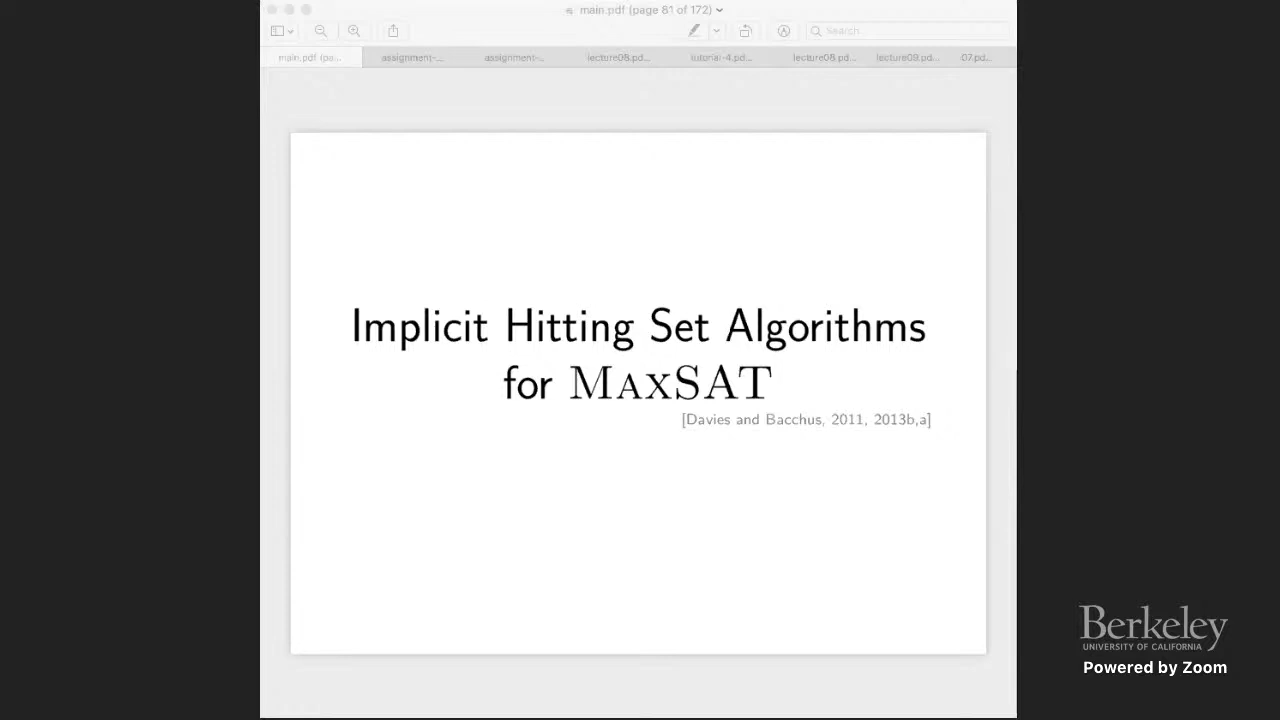 main.pdf (page 81 of 172)
Search
main.pdf (pa...
assignment-...
assignment-...
lecture08.pd...
tutorial-4.pd...
lecture08.pd...
lecture09.pd...
07.pd...
Implicit Hitting Set Algorithms
for MAXSAT
[Davies and Bacchus, 2011, 2013b,a]
Berkeley
UNIVERSITY OF CALIFORNIA
Powered by Zoom